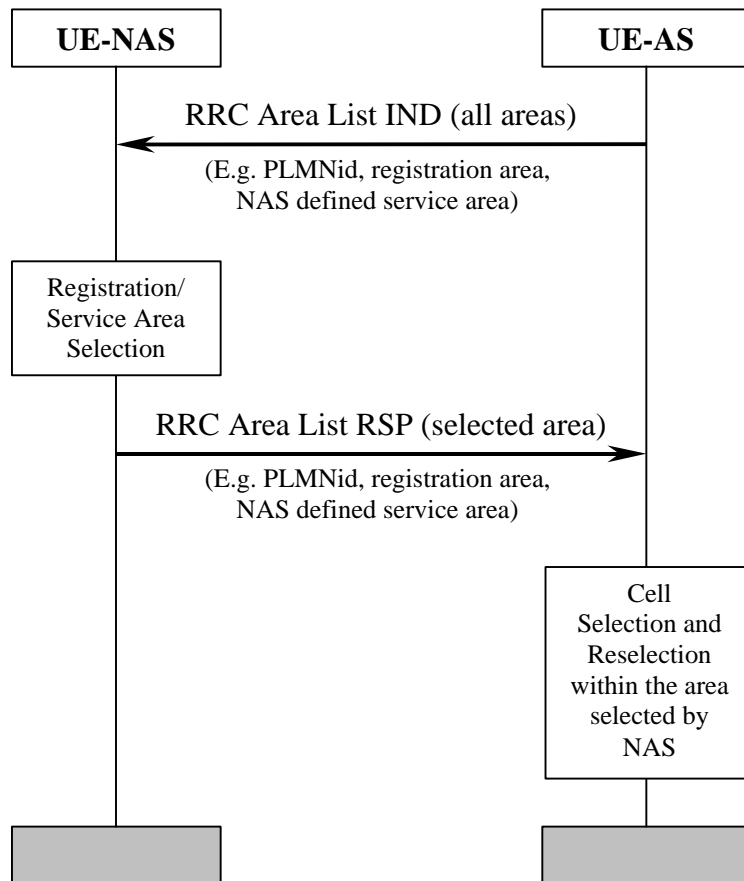 UE-NAS
UE-AS
RRC Area List IND (all areas)
(E.g. PLMNid, registration area,
NAS defined service area)
Registration/
Service Area
Selection
RRC Area List RSP (selected area)
(E.g. PLMNid, registration area,
NAS defined service area)
Cell
Selection and
Reselection
within the area
selected by
NAS